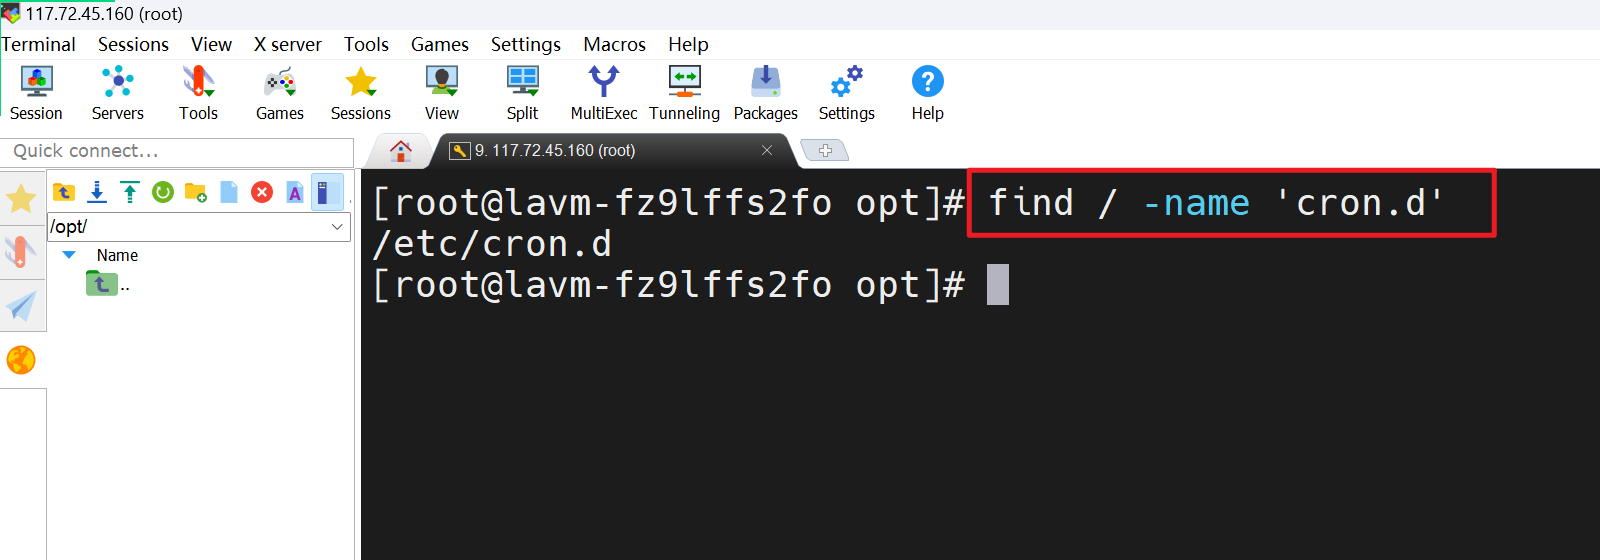 117.72.45.160 (root)
Terminal Sessions View X server Tools Games Settings Macros Help
Session Servers Tools Games Sessions View Split MultiExec Tunneling Packages Settings Help
Quick connect...
9. 117.72.45.160 (root)
/opt/
Name
..
[root@lavm-fz9lffs2fo opt]# find / -name 'cron.d'
/etc/cron.d
[root@lavm-fz9lffs2fo opt]#